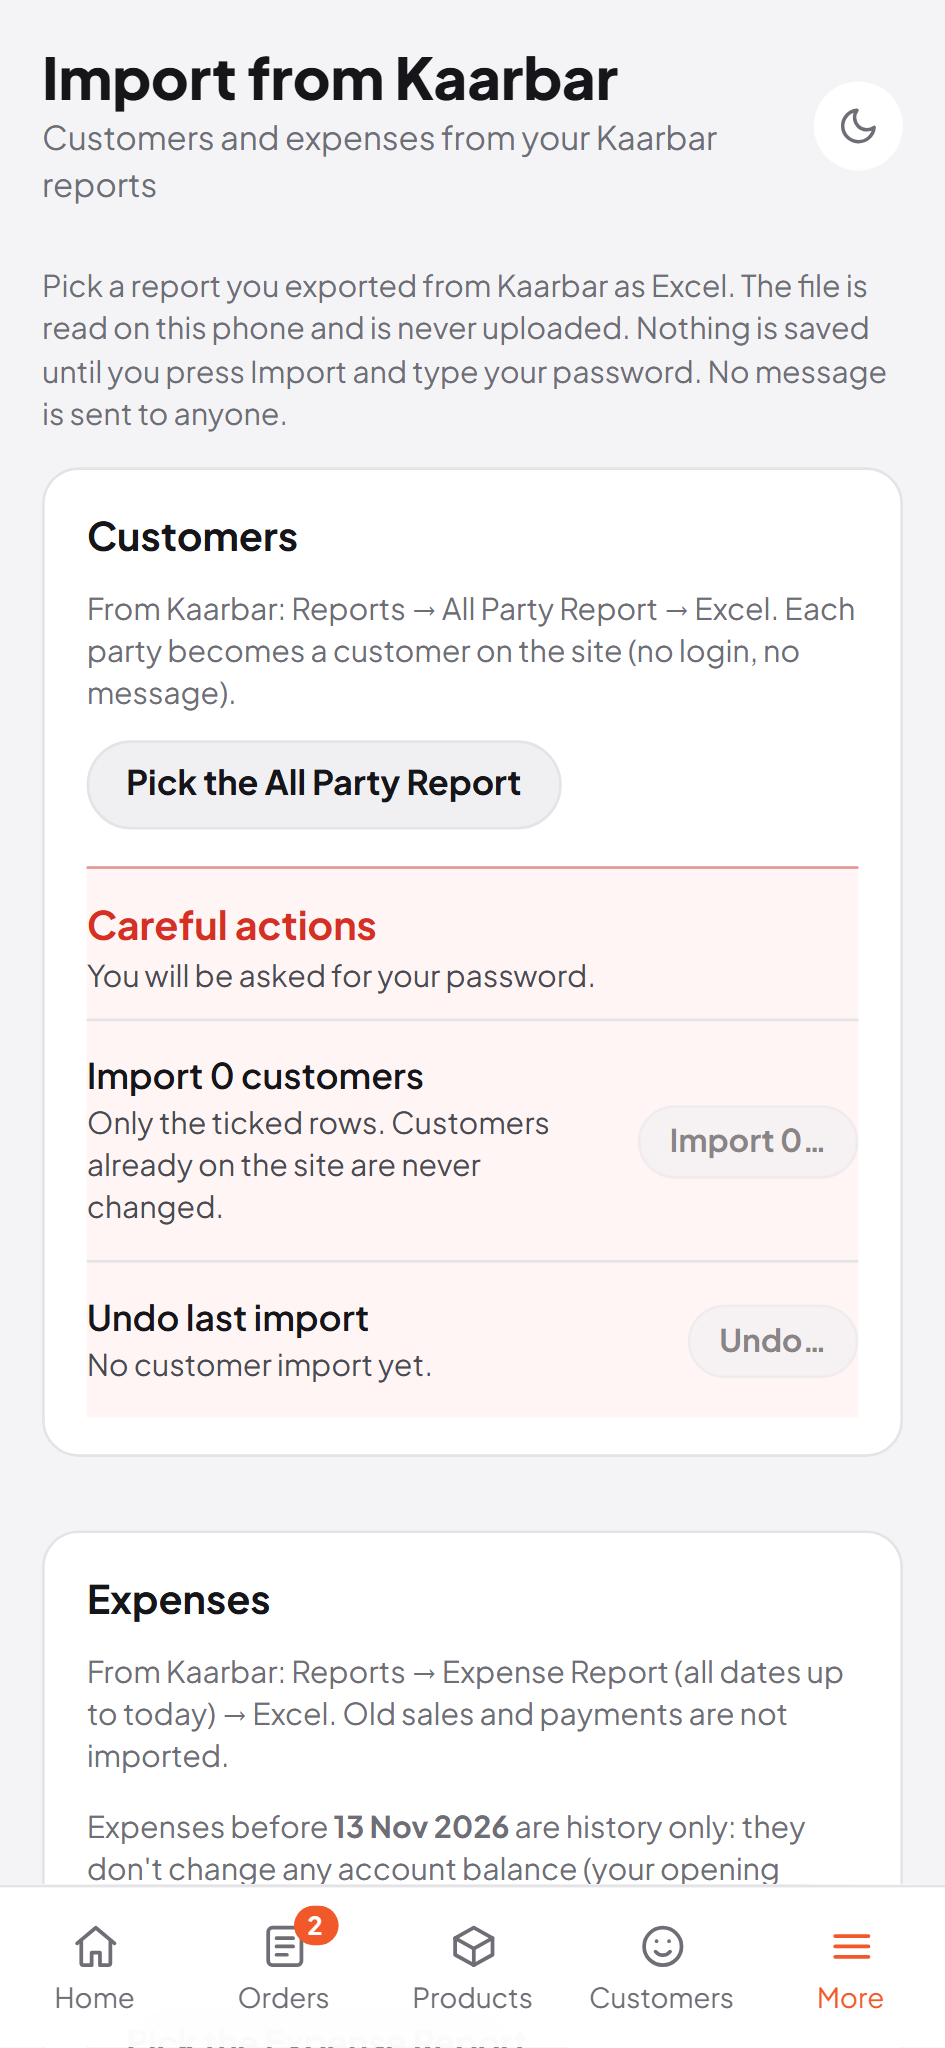 Import from Kaarbar
Customers and expenses from your Kaarbar
reports
Pick a report you exported from Kaarbar as Excel. The file is
read on this phone and is never uploaded. Nothing is saved
until you press Import and type your password. No message
is sent to anyone.
Customers
From Kaarbar: Reports → All Party Report → Excel. Each
party becomes a customer on the site (no login, no
message).
Pick the All Party Report
Careful actions
You will be asked for your password.
Import 0 customers
Only the ticked rows. Customers
already on the site are never
changed.
Import 0...
Undo last import
No customer import yet.
Undo...
Expenses
From Kaarbar: Reports → Expense Report (all dates up
to today) → Excel. Old sales and payments are not
imported.
Expenses before 13 Nov 2026 are history only: they
don't change any account balance (your opening
2
Home
Orders
Products
Customers
More
Pick the Expense Report